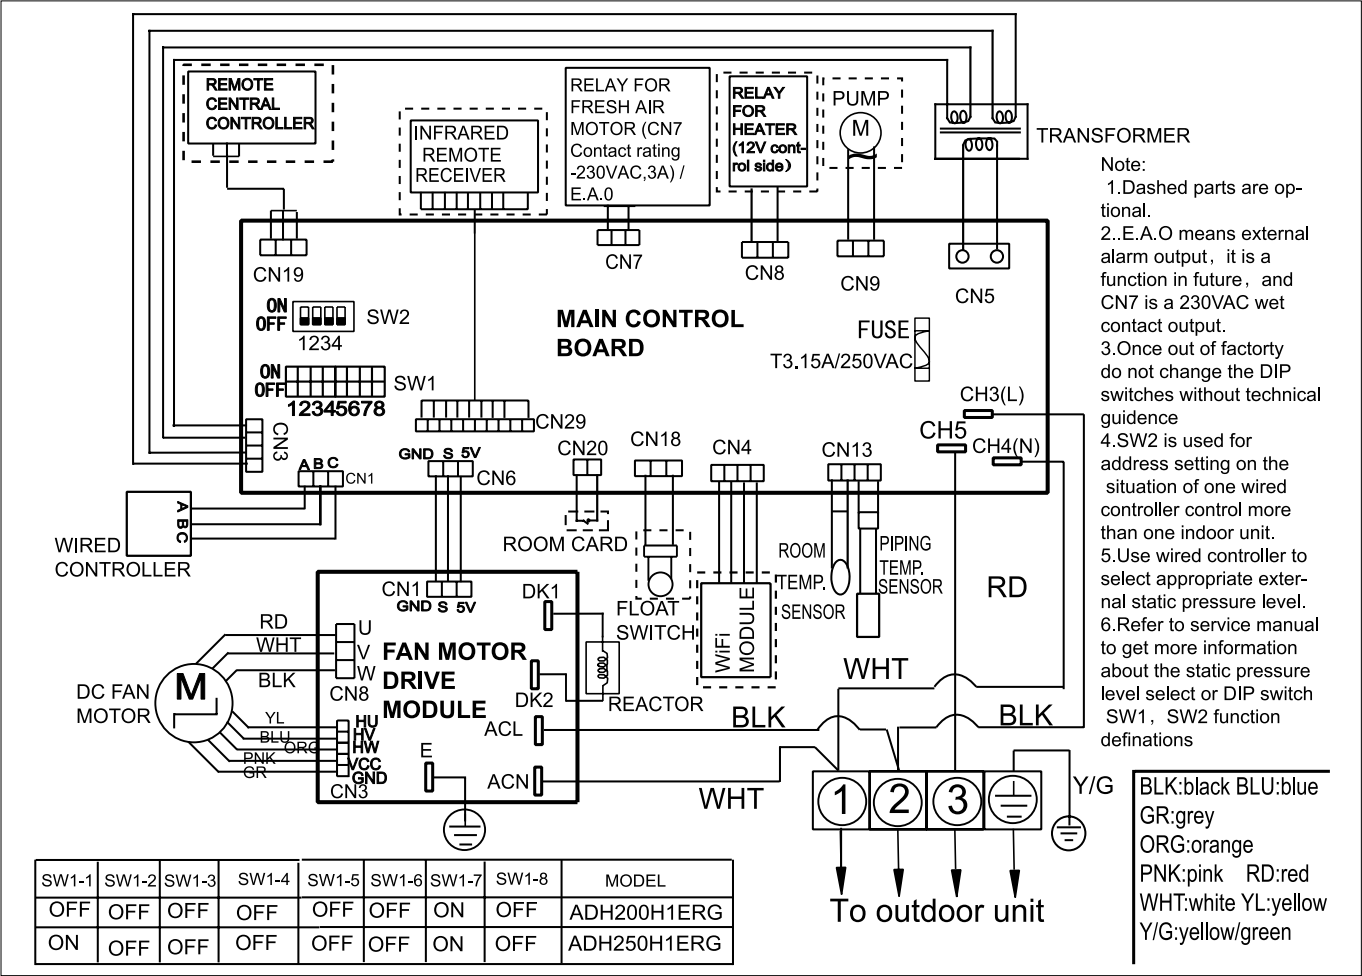 REMOTE
CENTRAL
CONTROLLER
INFRARED
REMOTE
RECEIVER
RELAY FOR
FRESH AIR
MOTOR (CN7
Contact rating
-230VAC,3A) /
E.A.0
RELAY
FOR
HEATER
(12V cont-
rol side)
PUMP
M
TRANSFORMER
CN19
CN7
CN8
CN9
CN5
ON
OFF
SW2
1234
ON
OFF
SW1
12345678
MAIN CONTROL
BOARD
FUSE
T3.15A/250VAC
CN29
CN3
A B C
CN1
GND S 5V
CN6
CN20
CN18
CN4
CN13
CH3(L)
CH5
CH4(N)
A B C
WIRED
CONTROLLER
ROOM CARD
FLOAT
SWITCH
WiFi
MODULE
ROOM
TEMP.
SENSOR
PIPING
TEMP.
SENSOR
RD
WHT
BLK
BLK
WHT
CN1
GND S 5V
DK1
DK2
REACTOR
FAN MOTOR
DRIVE
MODULE
ACL
ACN
E
RD
WHT
BLK
U
V
W
CN8
DC FAN
MOTOR
M
YL
BLU
ORG
PNK
GR
HU
HV
HW
VCC
GND
CN3
1 2 3
Y/G
To outdoor unit
Note:
1.Dashed parts are op-
tional.
2..E.A.O means external
alarm output, it is a
function in future, and
CN7 is a 230VAC wet
contact output.
3.Once out of factorty
do not change the DIP
switches without technical
guidence
4.SW2 is used for
address setting on the
situation of one wired
controller control more
than one indoor unit.
5.Use wired controller to
select appropriate exter-
nal static pressure level.
6.Refer to service manual
to get more information
about the static pressure
level select or DIP switch
SW1, SW2 function
definations
BLK:black BLU:blue
GR:grey
ORG:orange
PNK:pink RD:red
WHT:white YL:yellow
Y/G:yellow/green
SW1-1 SW1-2 SW1-3 SW1-4 SW1-5 SW1-6 SW1-7 SW1-8 MODEL
OFF OFF OFF OFF OFF OFF ON OFF ADH200H1ERG
ON OFF OFF OFF OFF OFF ON OFF ADH250H1ERG